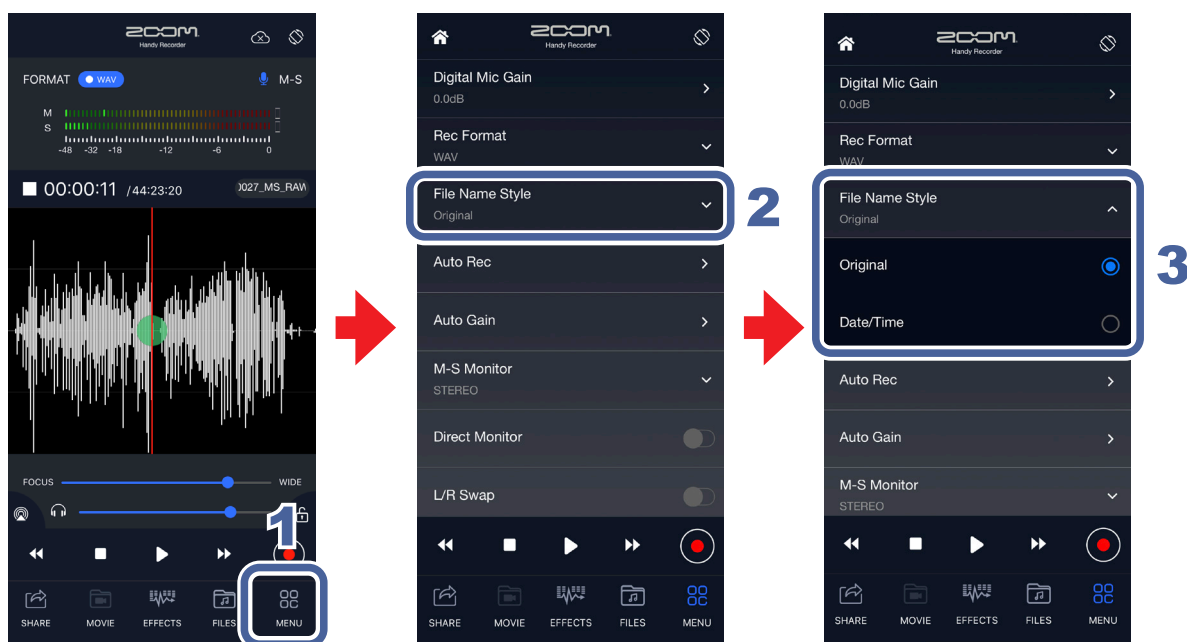 zoom
Handy Recorder
FORMAT WAV M-S
M
S
-48 -32 -18 -12 -6 0
00:00:11 /44:23:20 0027_MS_RAW
FOCUS WIDE
1
SHARE MOVIE EFFECTS FILES MENU
zoom
Handy Recorder
Digital Mic Gain
0.0dB
Rec Format
WAV
File Name Style
Original
2
Auto Rec
Auto Gain
M-S Monitor
STEREO
Direct Monitor
L/R Swap
SHARE MOVIE EFFECTS FILES MENU
zoom
Handy Recorder
Digital Mic Gain
0.0dB
Rec Format
WAV
File Name Style
Original
Original
Date/Time
3
Auto Rec
Auto Gain
M-S Monitor
STEREO
SHARE MOVIE EFFECTS FILES MENU